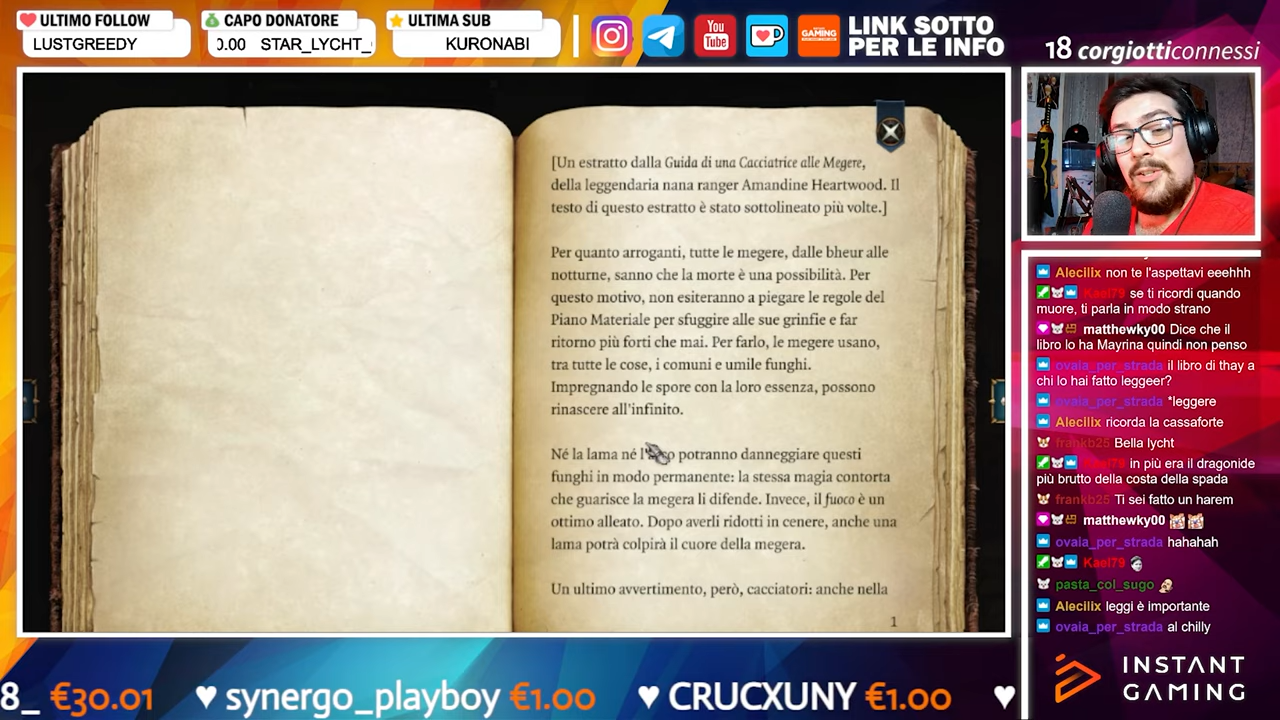 ULTIMO FOLLOW
LUSTGREEDY
CAPO DONATORE
0.00 STAR_LYCHT_
ULTIMA SUB
KURONABI
You
Tube
GAMING
LINK SOTTO
PER LE INFO
18 corgiotticonnessi
[Un estratto dalla Guida di una Cacciatrice alle Megere,
della leggendaria nana ranger Amandine Heartwood. Il
testo di questo estratto è stato sottolineato più volte.]
Per quanto arroganti, tutte le megere, dalle bheur alle
notturne, sanno che la morte è una possibilità. Per
questo motivo, non esiteranno a piegare le regole del
Piano Materiale per sfuggire alle sue grinfie e far
ritorno più forti che mai. Per farlo, le megere usano,
tra tutte le cose, i comuni e umile funghi.
Impregnando le spore con la loro essenza, possono
rinascere all'infinito.
Né la lama né potranno danneggiare questi
funghi in modo permanente: la stessa magia contorta
che guarisce la megera li difende. Invece, il fuoco è un
ottimo alleato. Dopo averli ridotti in cenere, anche una
lama potrà colpirà il cuore della megera.
Un ultimo avvertimento, però, cacciatori: anche nella
1
Alecilix non te l'aspettavi eeehhh
Kael79 se ti ricordi quando
muore, ti parla in modo strano
matthewky00 Dice che il
libro lo ha Mayrina quindi non penso
ovaia_per_strada il libro di thay a
chi lo hai fatto leggeer?
ovaia_per_strada *leggere
Alecilix ricorda la cassaforte
frankb25 Bella lycht
Kael79 in più era il dragonide
più brutto della costa della spada
frankb25 Ti sei fatto un harem
matthewky00
ovaia_per_strada hahahah
Kael79
pasta_col_sugo
Alecilix leggi è importante
ovaia_per_strada al chilly
INSTANT
GAMING
8_ €30.01 ♥ synergo_playboy €1.00 ♥ CRUCXUNY €1.00 ♥